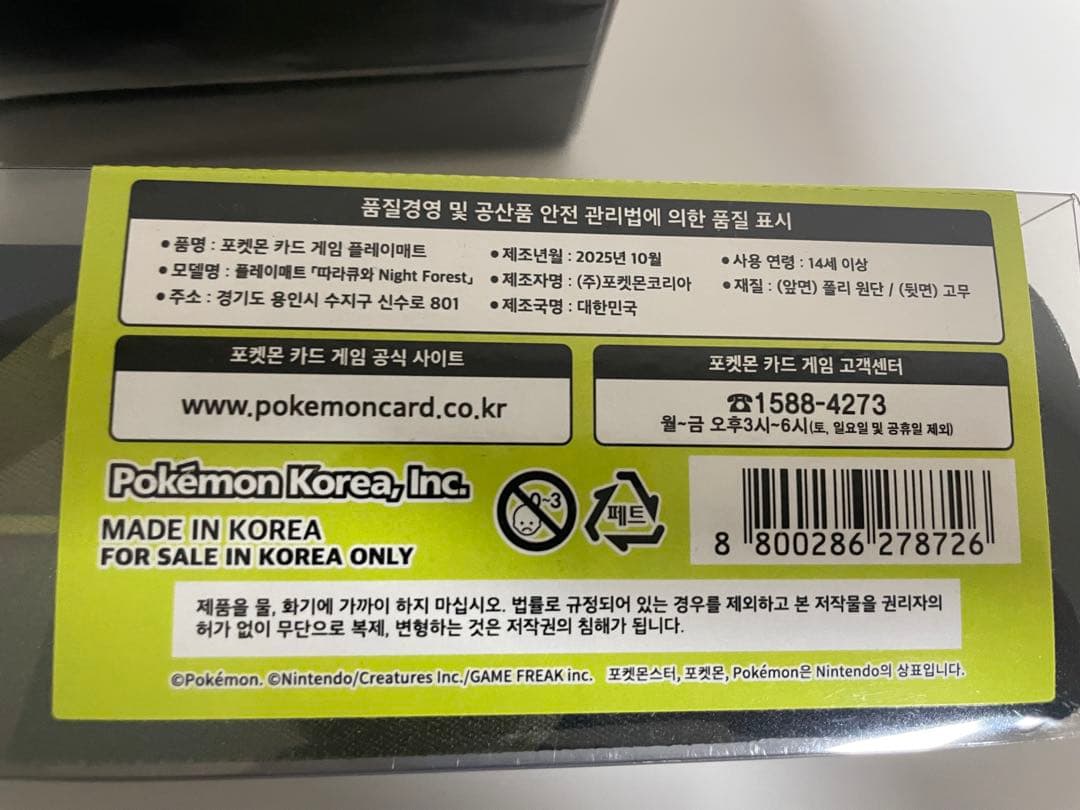 품질경영 및 공산품 안전 관리법에 의한 품질 표시
• 품명 : 포켓몬 카드 게임 플레이매트
• 모델명 : 플레이매트 「따라큐와 Night Forest」
• 주소 : 경기도 용인시 수지구 신수로 801
• 제조년월 : 2025년 10월
• 제조자명 : (주)포켓몬코리아
• 제조국명 : 대한민국
• 사용 연령 : 14세 이상
• 재질 : (앞면) 폴리 원단 / (뒷면) 고무
포켓몬 카드 게임 공식 사이트
www.pokemoncard.co.kr
포켓몬 카드 게임 고객센터
☎1588-4273
월~금 오후3시~6시(토, 일요일 및 공휴일 제외)
Pokémon Korea, Inc.
MADE IN KOREA
FOR SALE IN KOREA ONLY
0~3
페트
8 800286 278726
제품을 물, 화기에 가까이 하지 마십시오. 법률로 규정되어 있는 경우를 제외하고 본 저작물을 권리자의
허가 없이 무단으로 복제, 변형하는 것은 저작권의 침해가 됩니다.
©Pokémon. ©Nintendo/Creatures Inc./GAME FREAK inc. 포켓몬스터, 포켓몬, Pokémon은 Nintendo의 상표입니다.